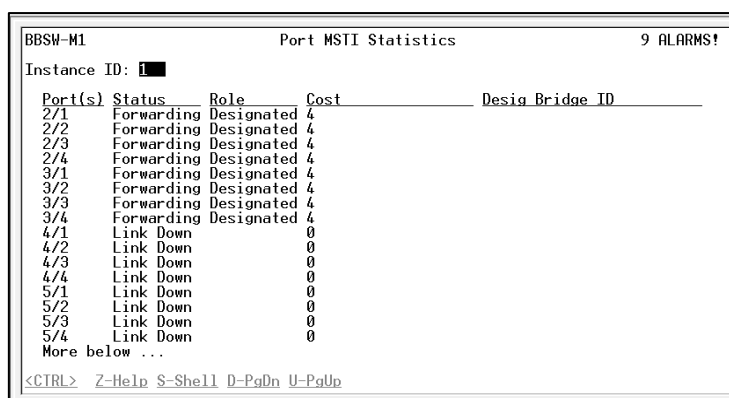 BBSW-M1 Port MSTI Statistics 9 ALARMS!
Instance ID: 1
Port(s) Status Role Cost Desig Bridge ID
2/1 Forwarding Designated 4
2/2 Forwarding Designated 4
2/3 Forwarding Designated 4
2/4 Forwarding Designated 4
3/1 Forwarding Designated 4
3/2 Forwarding Designated 4
3/3 Forwarding Designated 4
3/4 Forwarding Designated 4
4/1 Link Down 0
4/2 Link Down 0
4/3 Link Down 0
4/4 Link Down 0
5/1 Link Down 0
5/2 Link Down 0
5/3 Link Down 0
5/4 Link Down 0
More below ...
<CTRL> Z-Help S-Shell D-PgDn U-PgUp